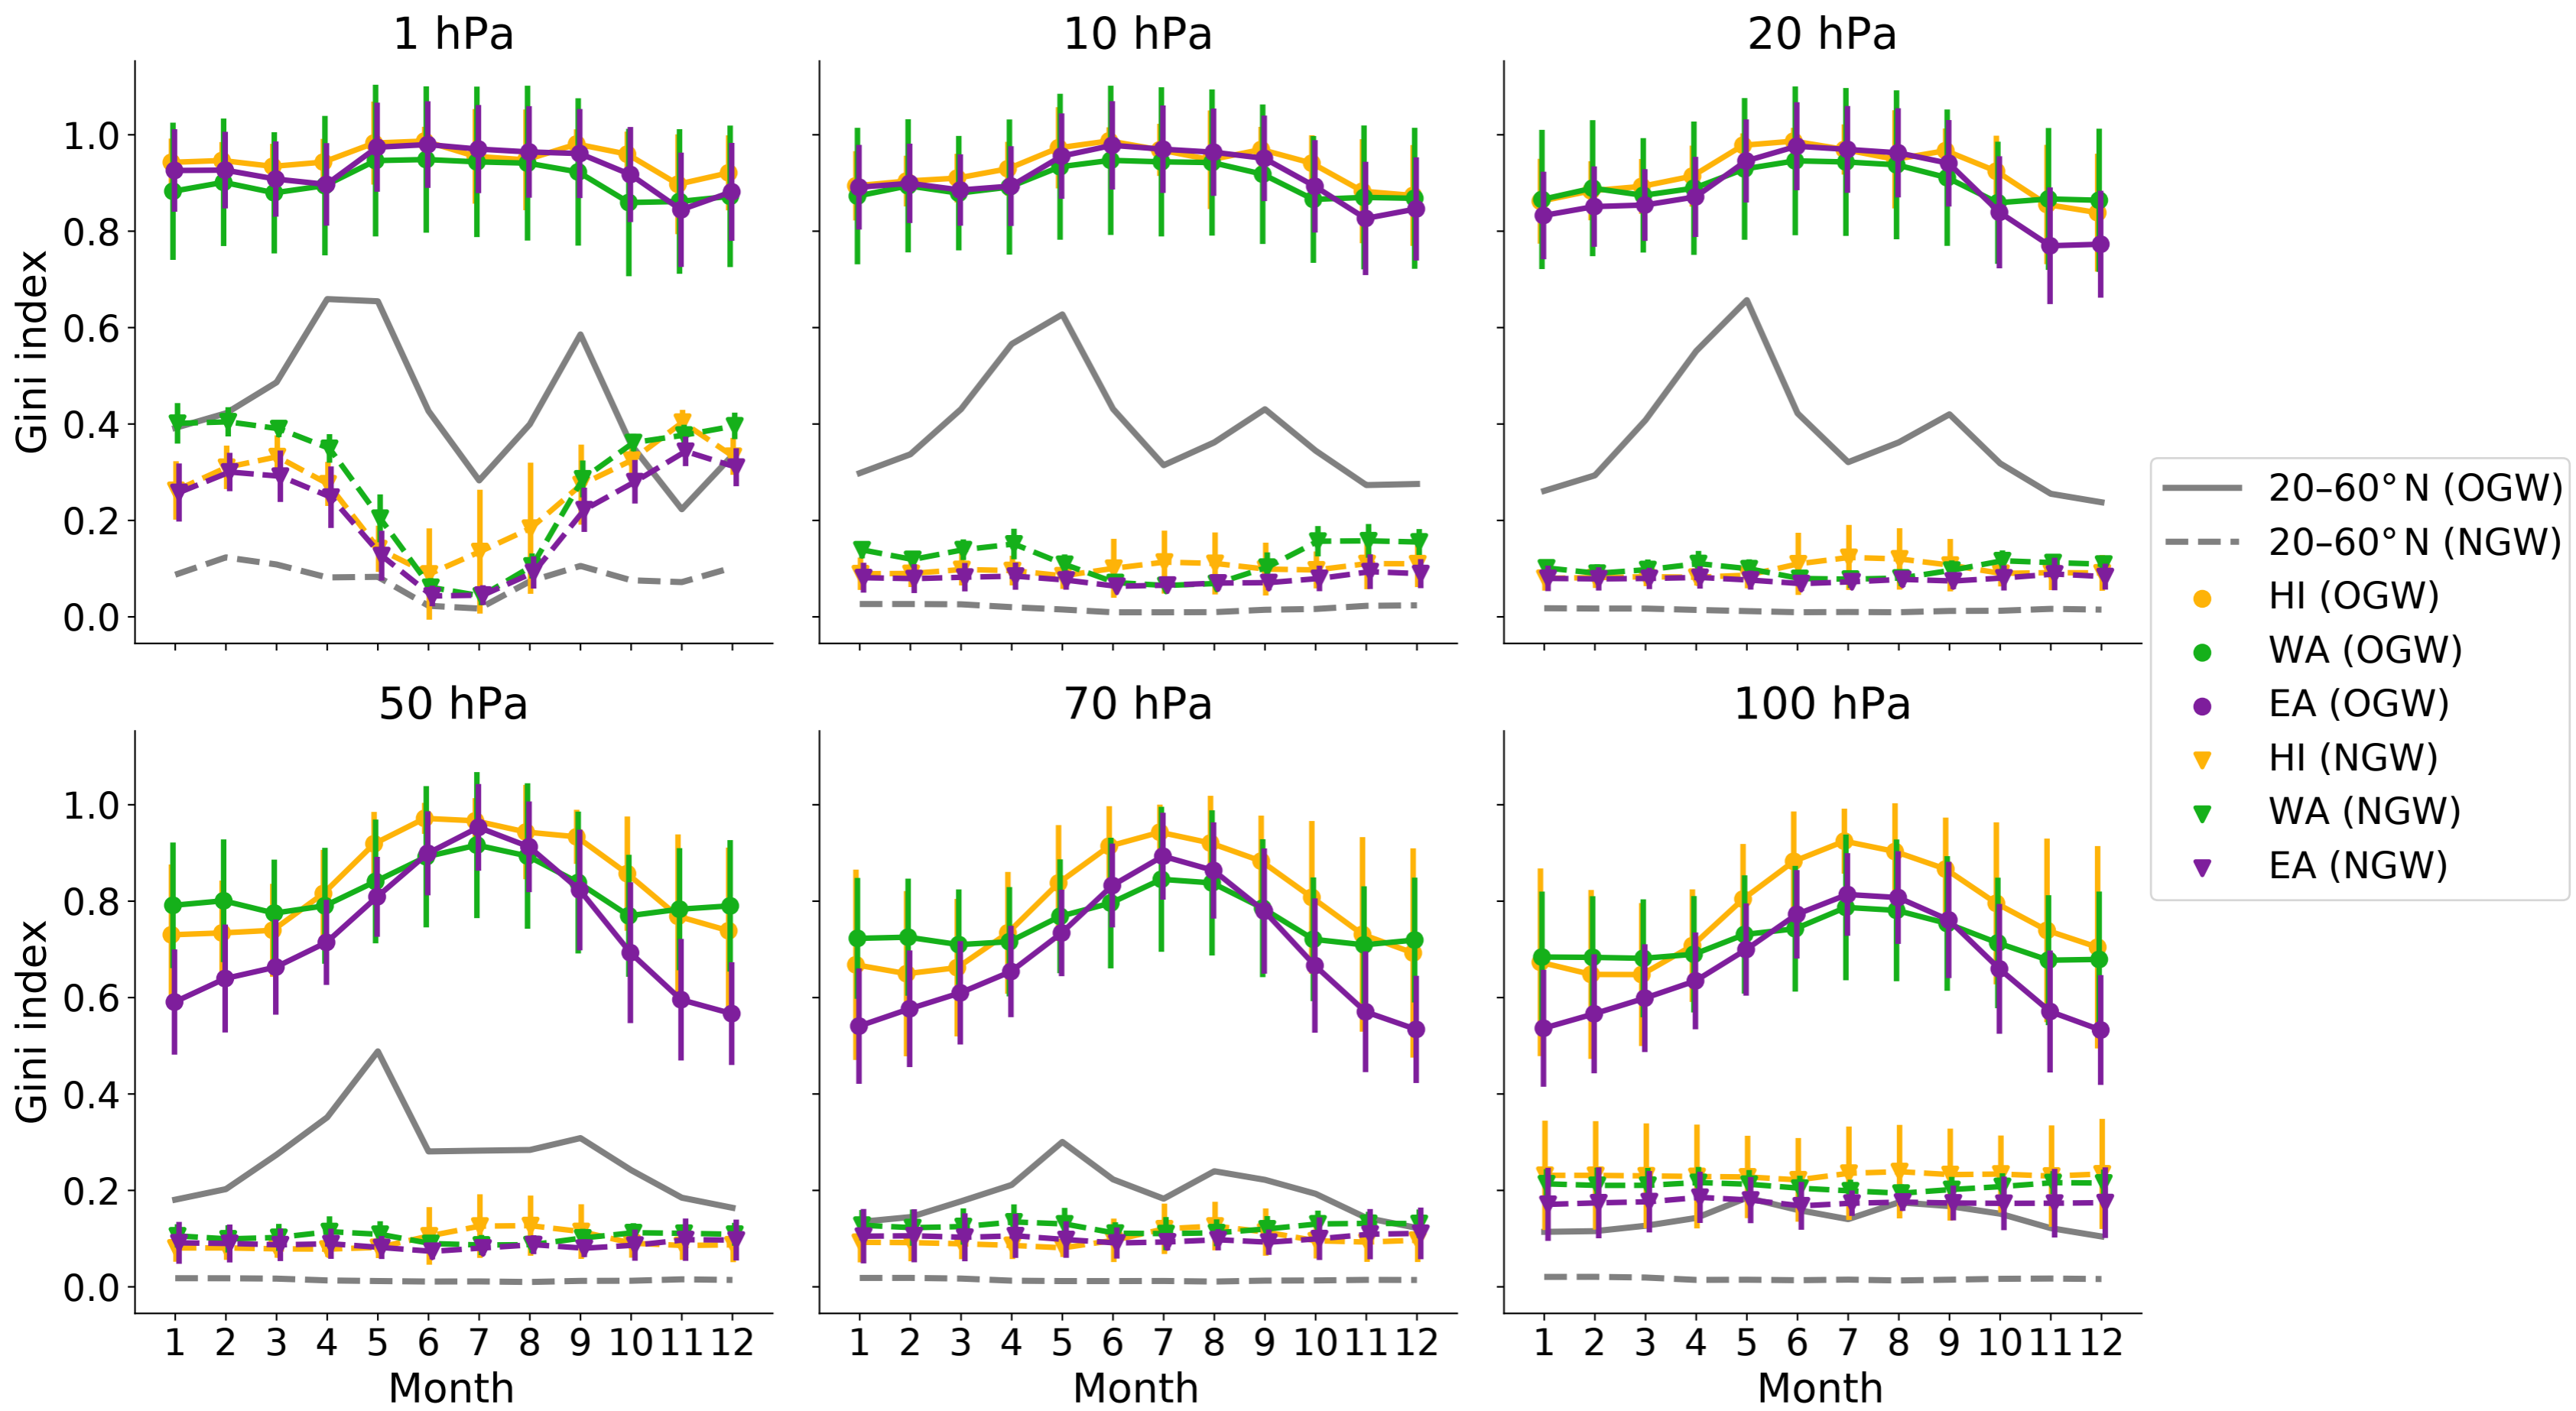 1 hPa
10 hPa
20 hPa
Gini index
1.0
0.8
0.6
0.4
0.2
0.0
50 hPa
70 hPa
100 hPa
Gini index
1.0
0.8
0.6
0.4
0.2
0.0
1 2 3 4 5 6 7 8 9 10 11 12
1 2 3 4 5 6 7 8 9 10 11 12
1 2 3 4 5 6 7 8 9 10 11 12
Month
Month
Month
20–60° N (OGW)
20–60° N (NGW)
HI (OGW)
WA (OGW)
EA (OGW)
HI (NGW)
WA (NGW)
EA (NGW)